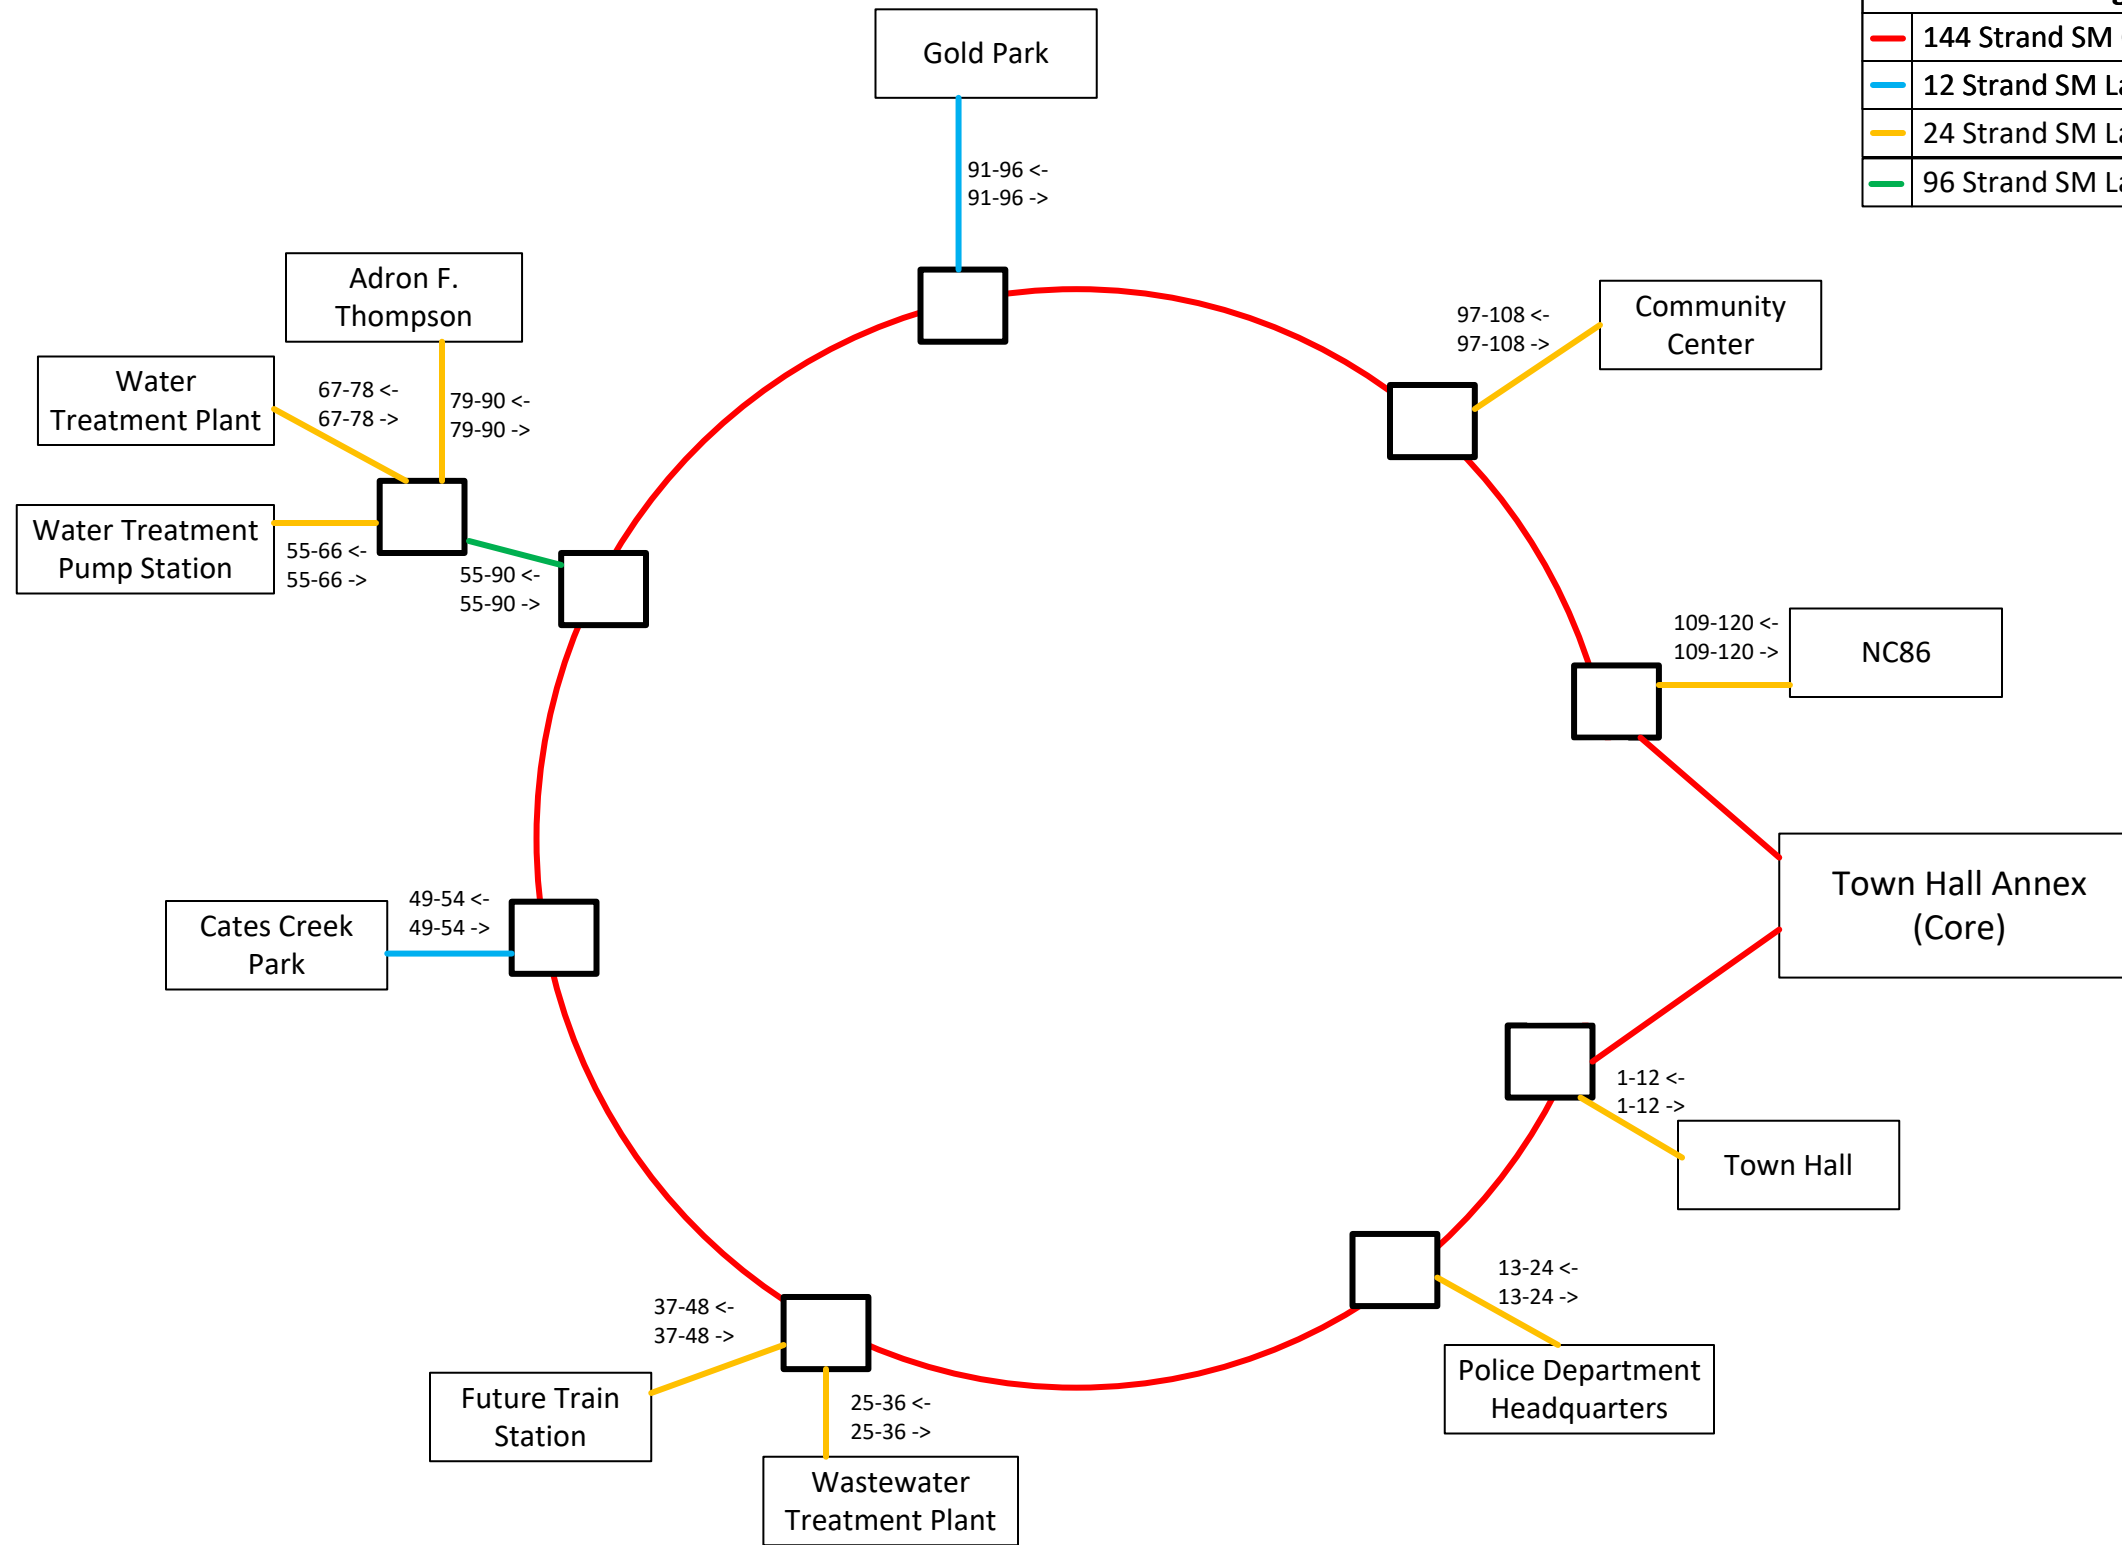 144 Strand SM
12 Strand SM
24 Strand SM
96 Strand SM
Gold Park
91-96 <-
91-96 ->
Adron F.
Thompson
Water
Treatment Plant
67-78 <-
67-78 ->
79-90 <-
79-90 ->
Water Treatment
Pump Station
55-66 <-
55-66 ->
55-90 <-
55-90 ->
97-108 <-
97-108 ->
Community
Center
109-120 <-
109-120 ->
NC86
Town Hall Annex
(Core)
Cates Creek
Park
49-54 <-
49-54 ->
1-12 <-
1-12 ->
Town Hall
13-24 <-
13-24 ->
Police Department
Headquarters
37-48 <-
37-48 ->
Future Train
Station
25-36 <-
25-36 ->
Wastewater
Treatment Plant